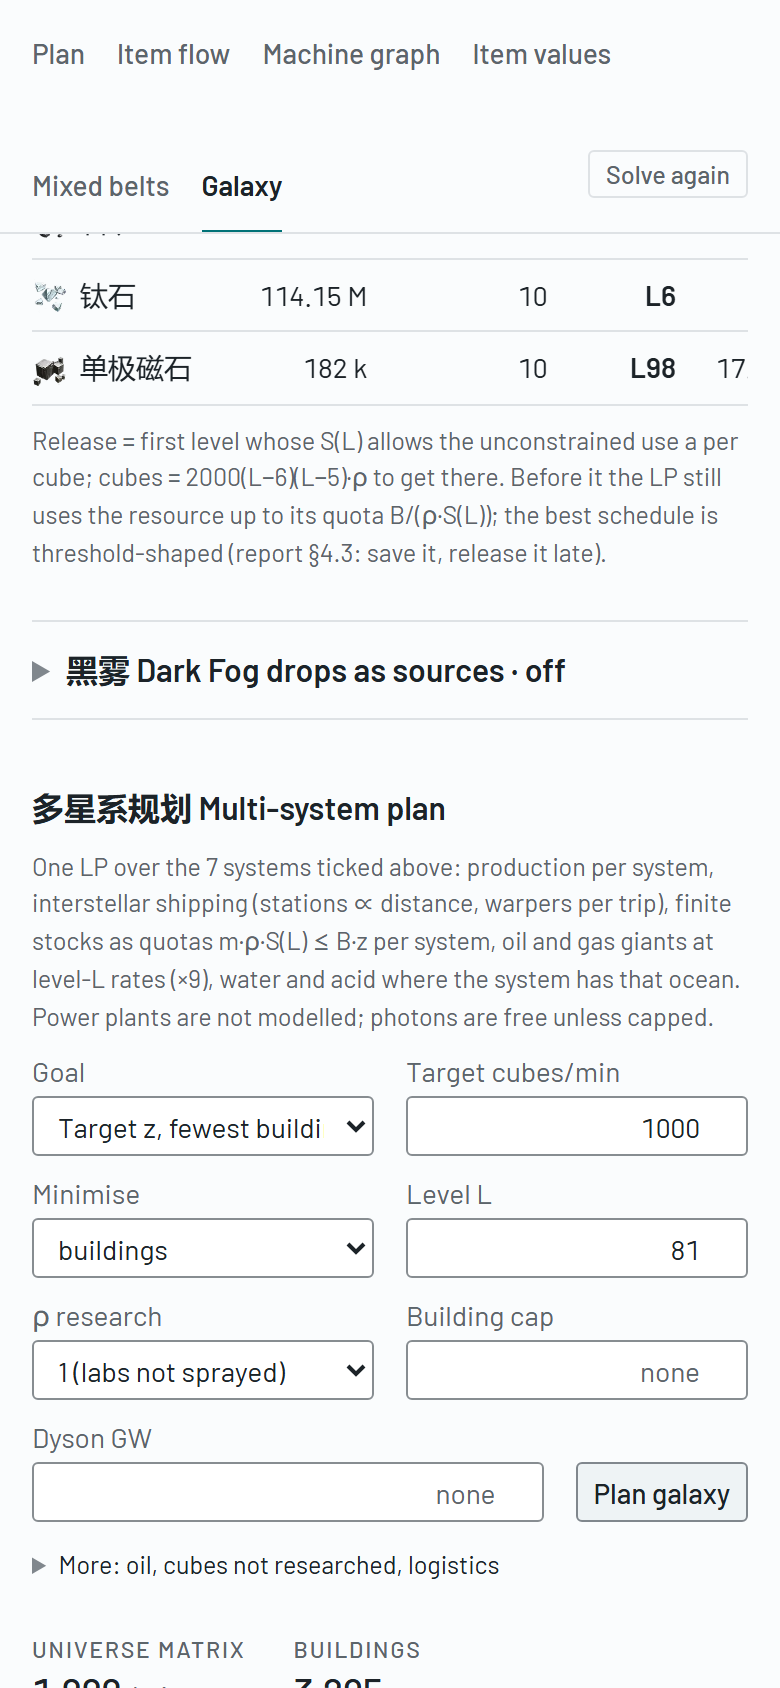 Plan Item flow Machine graph Item values
Mixed belts Galaxy Solve again
钛石 114.15 M 10 L6
单极磁石 182 k 10 L98 17.
Release = first level whose S(L) allows the unconstrained use a per
cube; cubes = 2000(L−6)(L−5)·ρ to get there. Before it the LP still
uses the resource up to its quota B/(ρ·S(L)); the best schedule is
threshold-shaped (report §4.3: save it, release it late).
黑雾 Dark Fog drops as sources · off
多星系规划 Multi-system plan
One LP over the 7 systems ticked above: production per system,
interstellar shipping (stations ∝ distance, warpers per trip), finite
stocks as quotas m·ρ·S(L) ≤ B·z per system, oil and gas giants at
level-L rates (×9), water and acid where the system has that ocean.
Power plants are not modelled; photons are free unless capped.
Goal Target cubes/min
Target z, fewest buildi 1000
Minimise Level L
buildings 81
ρ research Building cap
1 (labs not sprayed) none
Dyson GW
none Plan galaxy
More: oil, cubes not researched, logistics
UNIVERSE MATRIX BUILDINGS